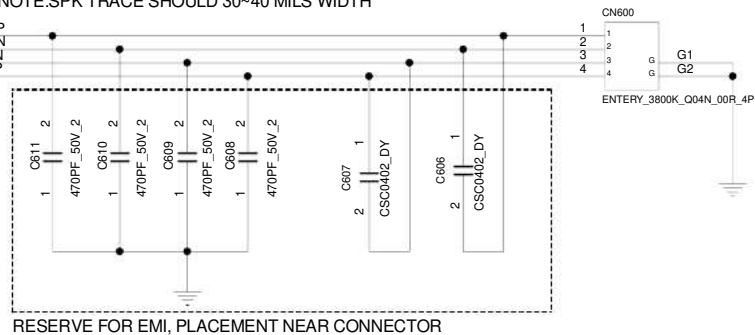 NOTE:SPK TRACE SHOULD 30~40 MILS WIDTH
CN600
1
2
3
4
1
2
3
4
G
G
G1
G2
ENTERY_3800K_Q04N_00R_4P
C611
2
1
470PF_50V_2
C610
2
1
470PF_50V_2
C609
2
1
470PF_50V_2
C608
2
1
470PF_50V_2
C607
1
2
CSC0402_DY
C606
1
2
CSC0402_DY
RESERVE FOR EMI, PLACEMENT NEAR CONNECTOR